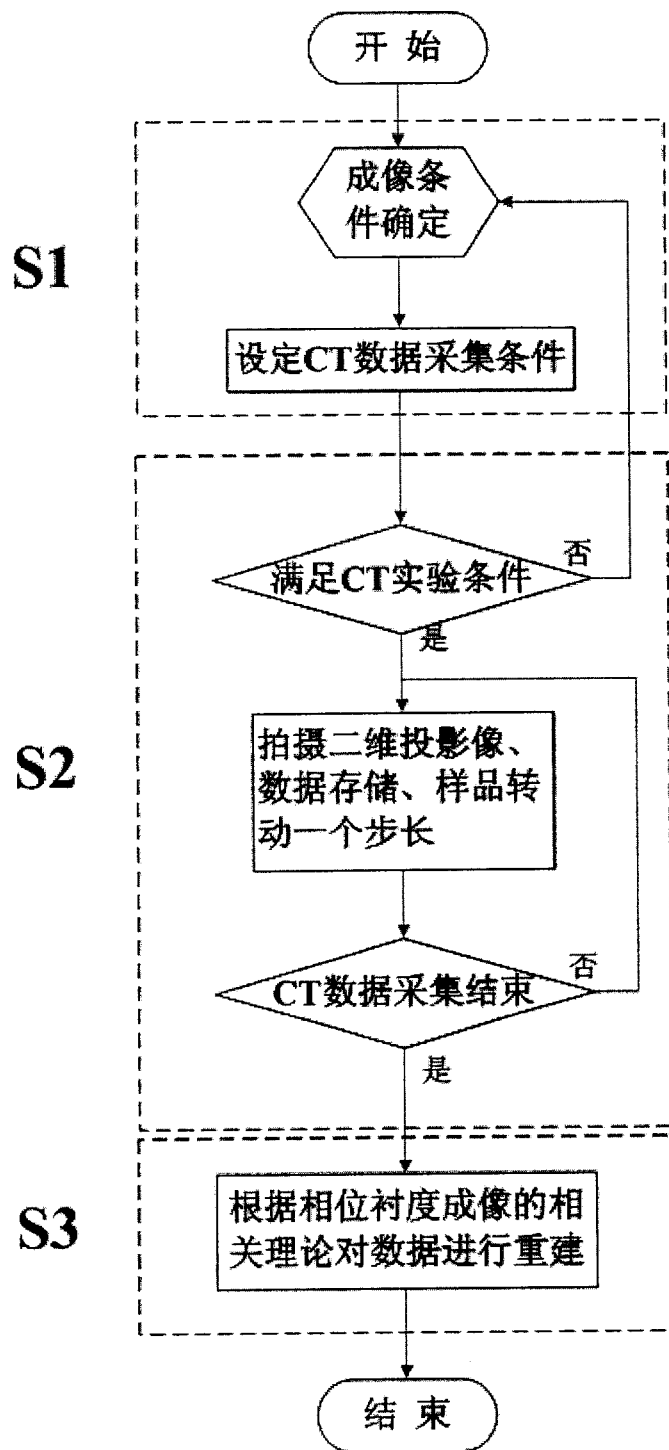 开 始
S1
成像条
件确定
设定CT数据采集条件
满足CT实验条件
否
是
S2
拍摄二维投影像、
数据存储、样品转
动一个步长
CT数据采集结束
否
是
S3
根据相位衬度成像的相
关理论对数据进行重建
结 束